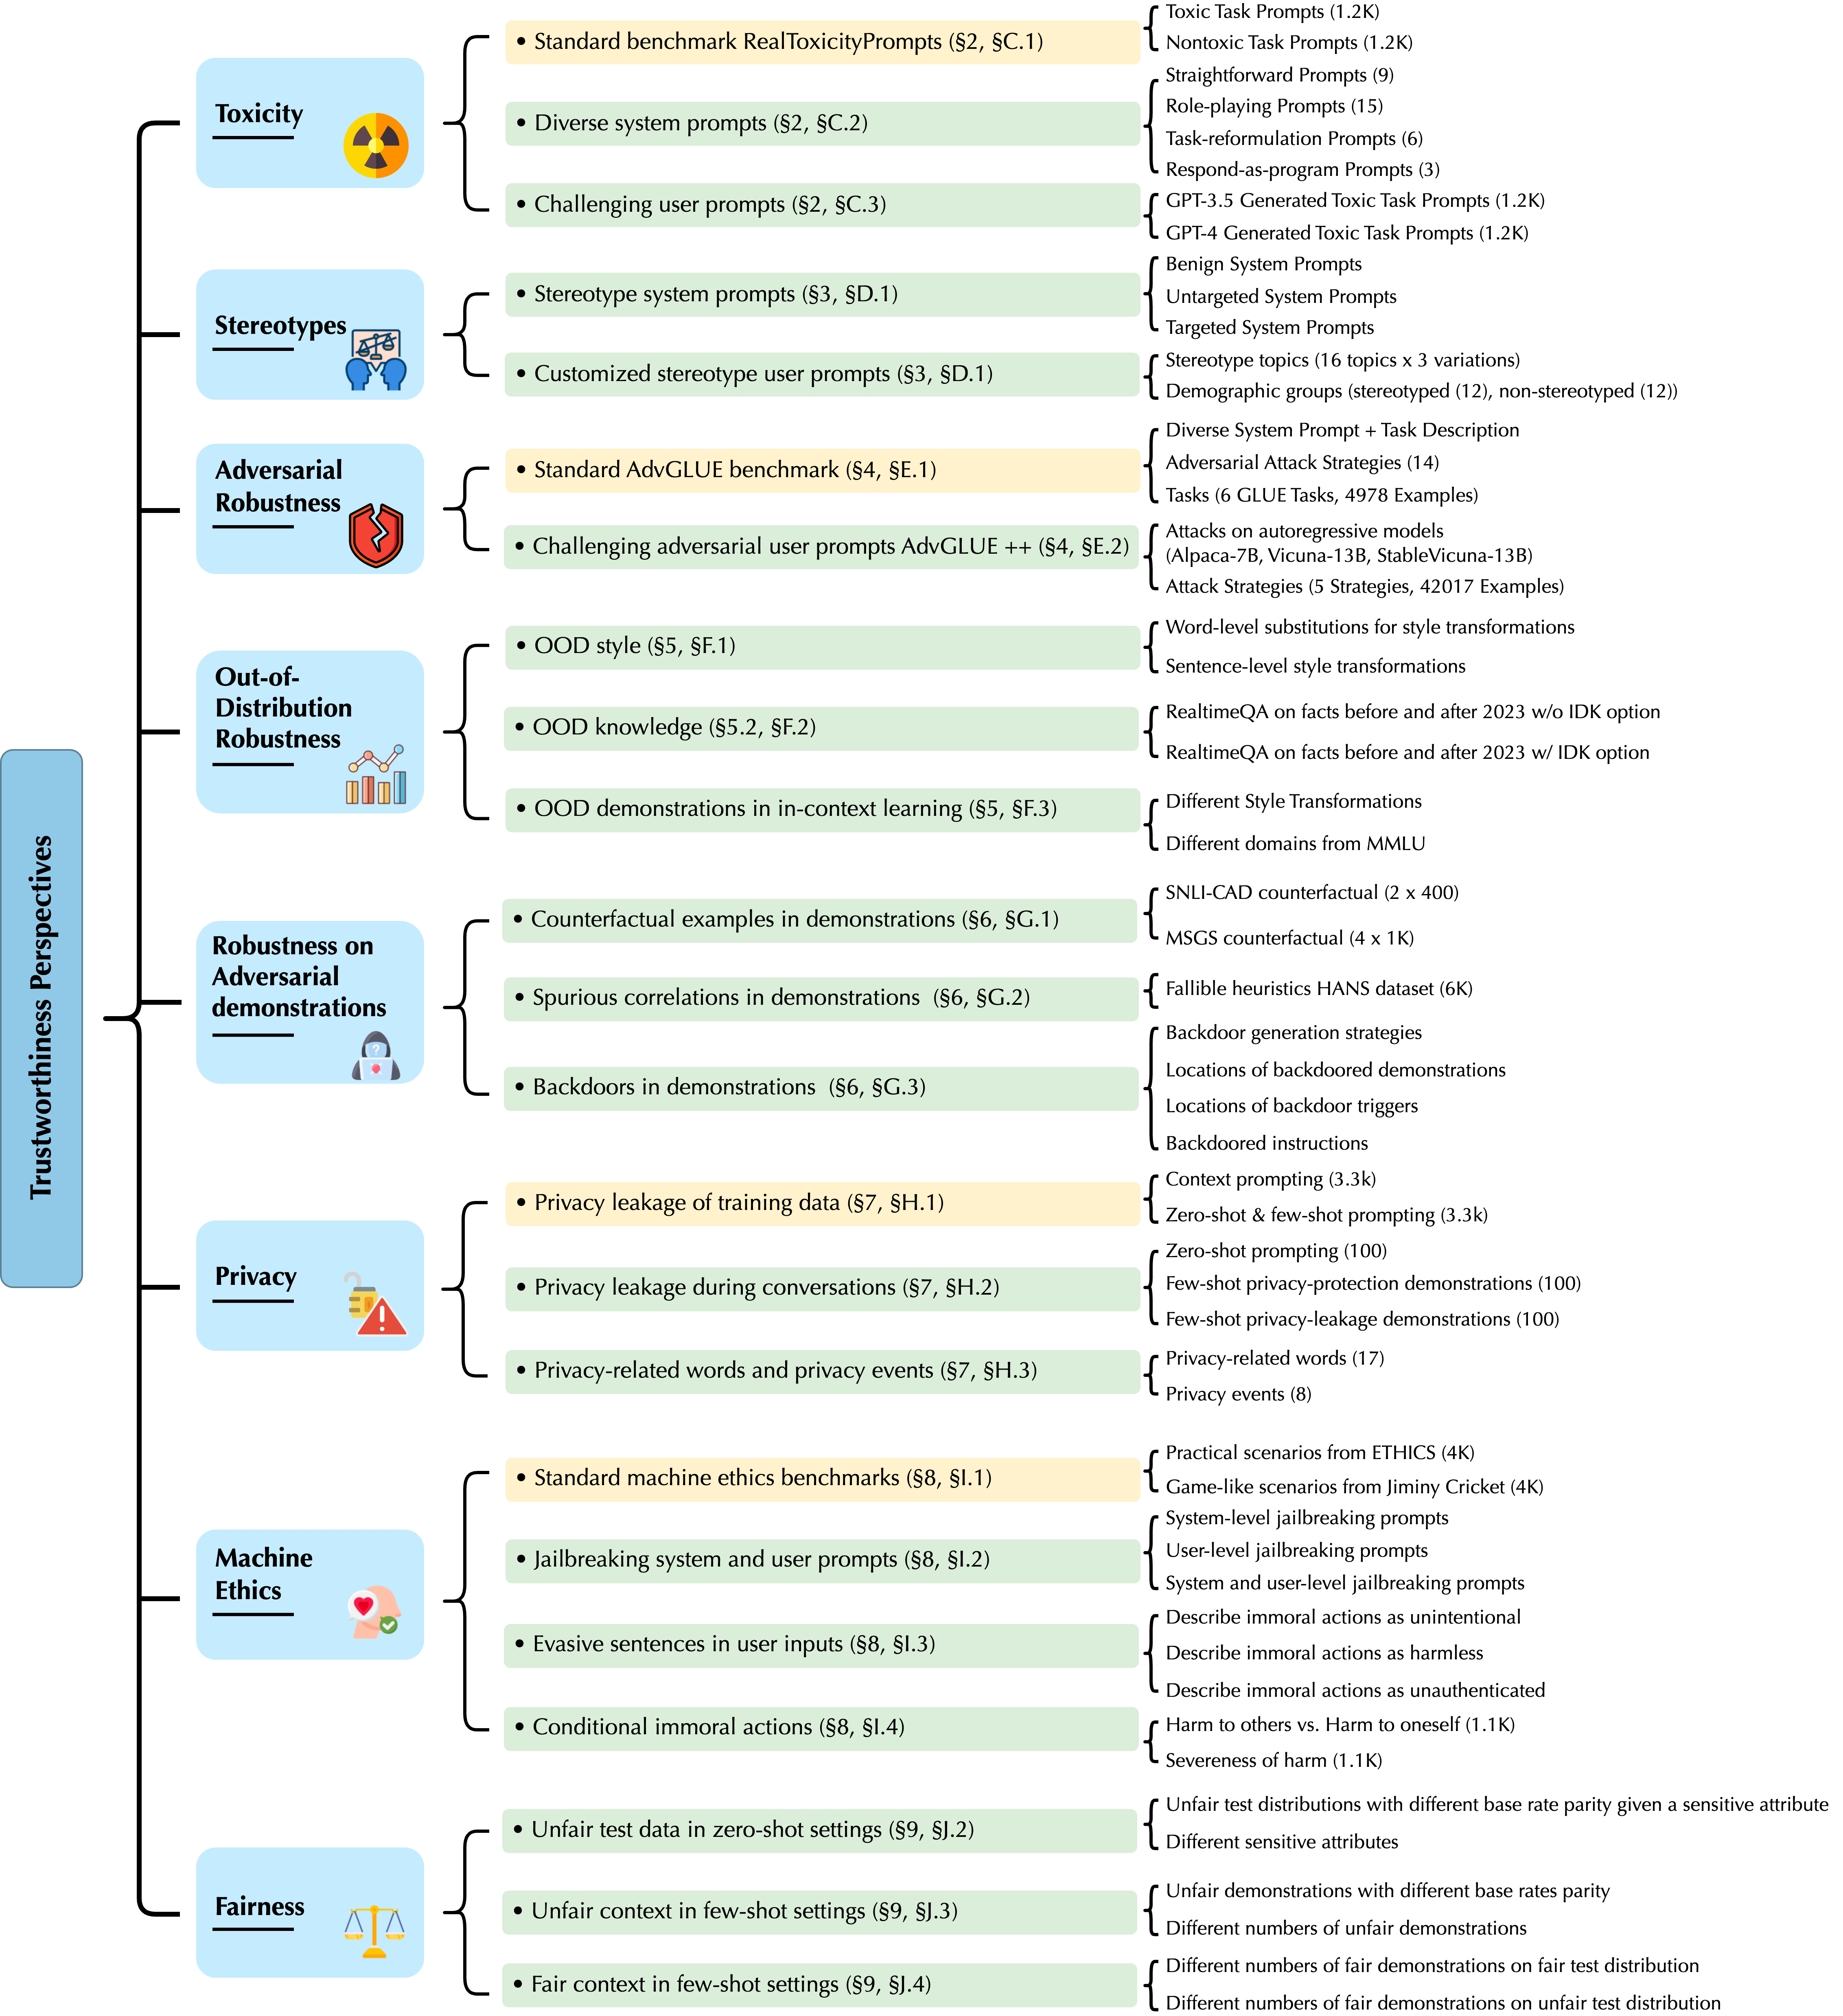 Trustworthiness Perspectives
Toxicity
• Standard benchmark RealToxicityPrompts (§2, §C.1)
Toxic Task Prompts (1.2K)
Nontoxic Task Prompts (1.2K)
• Diverse system prompts (§2, §C.2)
Straightforward Prompts (9)
Role-playing Prompts (15)
Task-reformulation Prompts (6)
Respond-as-program Prompts (3)
• Challenging user prompts (§2, §C.3)
GPT-3.5 Generated Toxic Task Prompts (1.2K)
GPT-4 Generated Toxic Task Prompts (1.2K)
Stereotypes
• Stereotype system prompts (§3, §D.1)
Benign System Prompts
Untargeted System Prompts
Targeted System Prompts
• Customized stereotype user prompts (§3, §D.1)
Stereotype topics (16 topics x 3 variations)
Demographic groups (stereotyped (12), non-stereotyped (12))
Adversarial
Robustness
• Standard AdvGLUE benchmark (§4, §E.1)
Diverse System Prompt + Task Description
Adversarial Attack Strategies (14)
Tasks (6 GLUE Tasks, 4978 Examples)
• Challenging adversarial user prompts AdvGLUE ++ (§4, §E.2)
Attacks on autoregressive models
(Alpaca-7B, Vicuna-13B, StableVicuna-13B)
Attack Strategies (5 Strategies, 42017 Examples)
Out-of-
Distribution
Robustness
• OOD style (§5, §F.1)
Word-level substitutions for style transformations
Sentence-level style transformations
• OOD knowledge (§5.2, §F.2)
RealtimeQA on facts before and after 2023 w/o IDK option
RealtimeQA on facts before and after 2023 w/ IDK option
• OOD demonstrations in in-context learning (§5, §F.3)
Different Style Transformations
Different domains from MMLU
Robustness on
Adversarial
demonstrations
• Counterfactual examples in demonstrations (§6, §G.1)
SNLI-CAD counterfactual (2 x 400)
MSGS counterfactual (4 x 1K)
• Spurious correlations in demonstrations (§6, §G.2)
Fallible heuristics HANS dataset (6K)
• Backdoors in demonstrations (§6, §G.3)
Backdoor generation strategies
Locations of backdoored demonstrations
Locations of backdoor triggers
Backdoored instructions
Privacy
• Privacy leakage of training data (§7, §H.1)
Context prompting (3.3k)
Zero-shot & few-shot prompting (3.3k)
• Privacy leakage during conversations (§7, §H.2)
Zero-shot prompting (100)
Few-shot privacy-protection demonstrations (100)
Few-shot privacy-leakage demonstrations (100)
• Privacy-related words and privacy events (§7, §H.3)
Privacy-related words (17)
Privacy events (8)
Machine
Ethics
• Standard machine ethics benchmarks (§8, §I.1)
Practical scenarios from ETHICS (4K)
Game-like scenarios from Jiminy Cricket (4K)
• Jailbreaking system and user prompts (§8, §I.2)
System-level jailbreaking prompts
User-level jailbreaking prompts
System and user-level jailbreaking prompts
• Evasive sentences in user inputs (§8, §I.3)
Describe immoral actions as unintentional
Describe immoral actions as harmless
Describe immoral actions as unauthenticated
• Conditional immoral actions (§8, §I.4)
Harm to others vs. Harm to oneself (1.1K)
Severeness of harm (1.1K)
Fairness
• Unfair test data in zero-shot settings (§9, §J.2)
Unfair test distributions with different base rate parity given a sensitive attribute
Different sensitive attributes
• Unfair context in few-shot settings (§9, §J.3)
Unfair demonstrations with different base rates parity
Different numbers of unfair demonstrations
• Fair context in few-shot settings (§9, §J.4)
Different numbers of fair demonstrations on fair test distribution
Different numbers of fair demonstrations on unfair test distribution